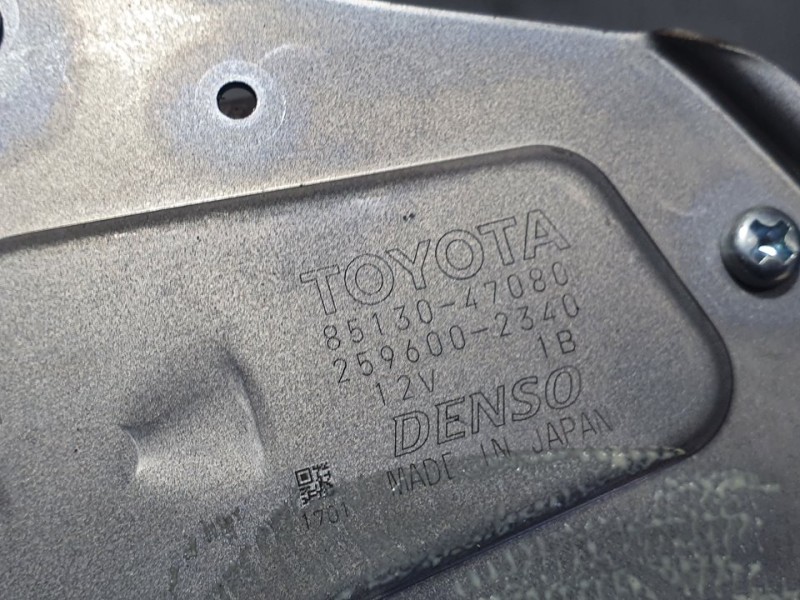 TOYOTA
85130-47080
259600-2340
12V 1B
DENSO
MADE IN JAPAN
1701